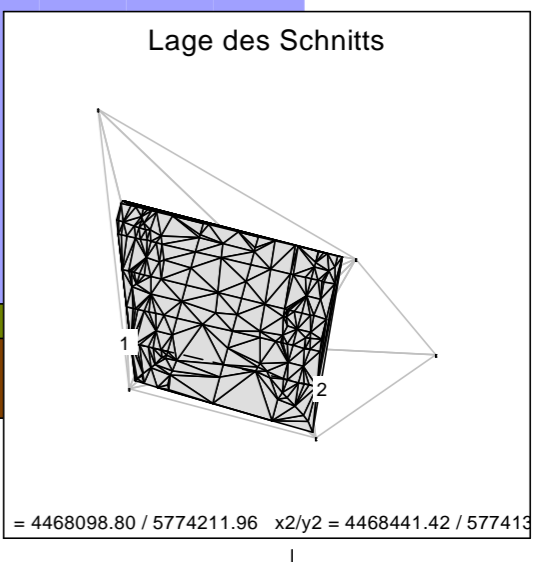 Lage des Schnitts
1
2
= 4468098.80 / 5774211.96 x2/y2 = 4468441.42 / 577413